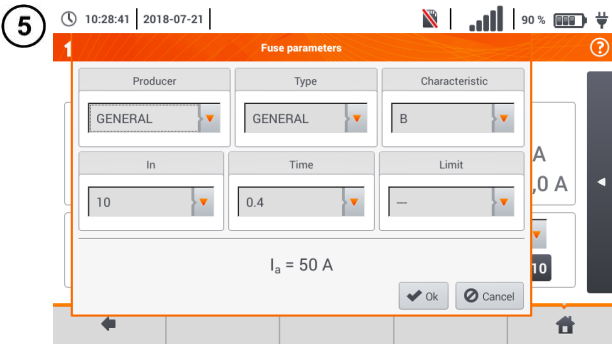 5
10:28:41 2018-07-21 90 %
1 Fuse parameters ?
Producer Type Characteristic
GENERAL GENERAL B
In Time Limit
10 0.4 ---
A
,0 A
Ia = 50 A
10
Ok Cancel